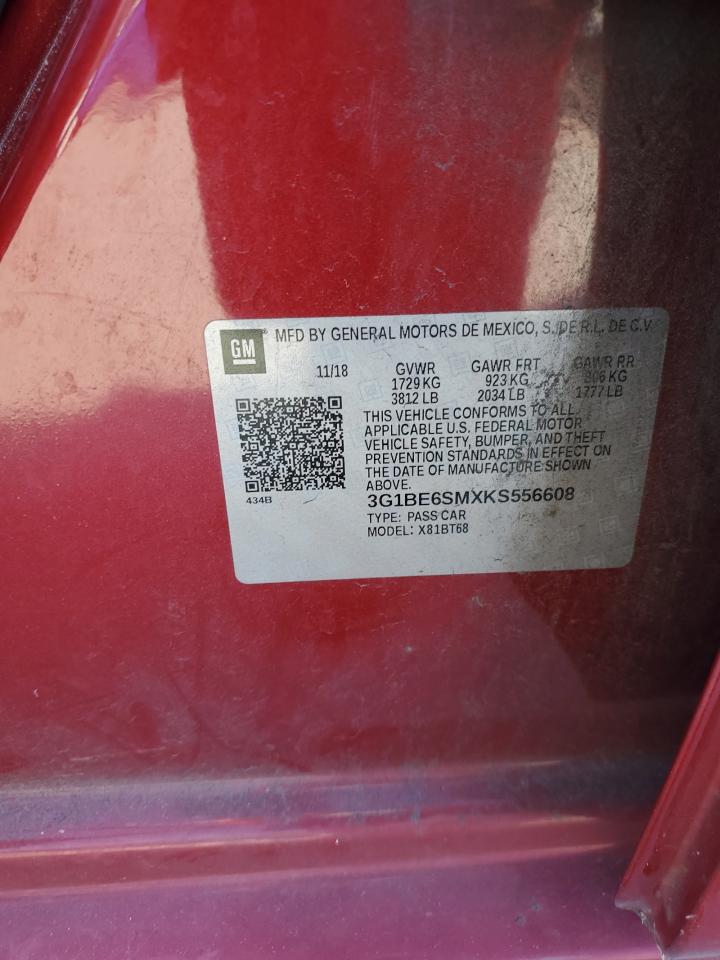 GM
MFD BY GENERAL MOTORS DE MEXICO, S. DE R.L. DE C.V.
11/18 GVWR GAWR FRT GAWR RR
1729 KG 923 KG 806 KG
3812 LB 2034 LB 1777 LB
THIS VEHICLE CONFORMS TO ALL
APPLICABLE U.S. FEDERAL MOTOR
VEHICLE SAFETY, BUMPER, AND THEFT
PREVENTION STANDARDS IN EFFECT ON
THE DATE OF MANUFACTURE SHOWN
ABOVE.
434B
3G1BE6SMXKS556608
TYPE: PASS CAR
MODEL: X81BT68